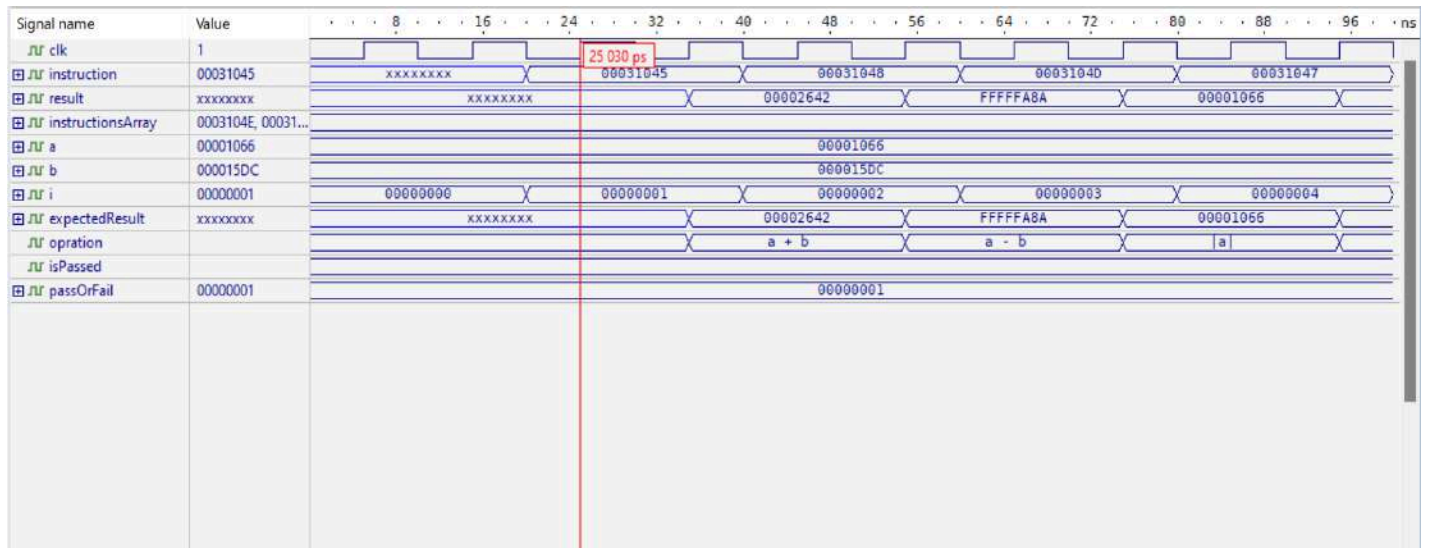 Signal name Value 8 16 24 32 40 48 56 64 72 80 88 96 ns
clk 1 25 030 ps
instruction 00031045 xxxxxxxx 00031045 00031048 0003104D 00031047
result xxxxxxxx xxxxxxxx 00002642 FFFFFA8A 00001066
instructionsArray 0003104E, 00031...
a 00001066 00001066
b 000015DC 000015DC
i 00000001 00000000 00000001 00000002 00000003 00000004
expectedResult xxxxxxxx xxxxxxxx 00002642 FFFFFA8A 00001066
opration a + b a - b |a|
isPassed
passOrFail 00000001 00000001